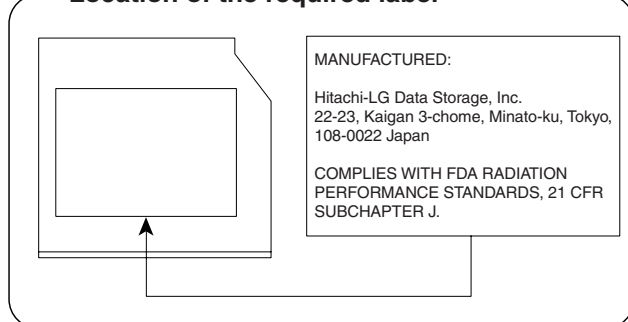 Location of the required label
MANUFACTURED:
Hitachi-LG Data Storage, Inc.
22-23, Kaigan 3-chome, Minato-ku, Tokyo,
108-0022 Japan
COMPLIES WITH FDA RADIATION
PERFORMANCE STANDARDS, 21 CFR
SUBCHAPTER J.